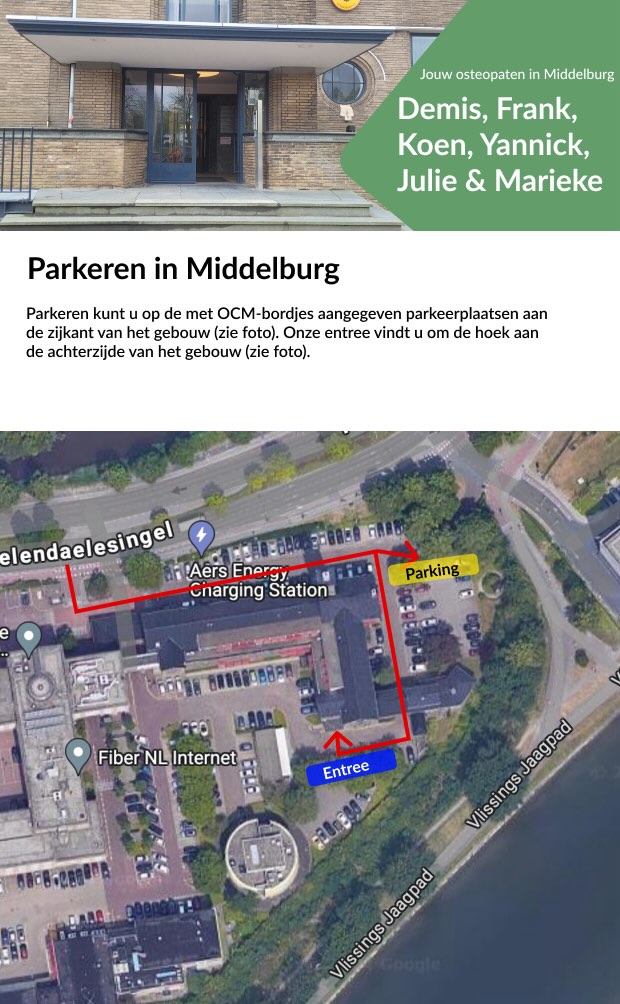 Jouw osteopaten in Middelburg
Demis, Frank,
Koen, Yannick,
Julie & Marieke
Parkeren in Middelburg
Parkeren kunt u op de met OCM-bordjes aangegeven parkeerplaatsen aan
de zijkant van het gebouw (zie foto). Onze entree vindt u om de hoek aan
de achterzijde van het gebouw (zie foto).
elendaelesingel
Aers Energy
Charging Station
Parking
e
...
Fiber NL Internet
Entree
Vlissings Jaagpad
Vlissings Jaagpad
Google